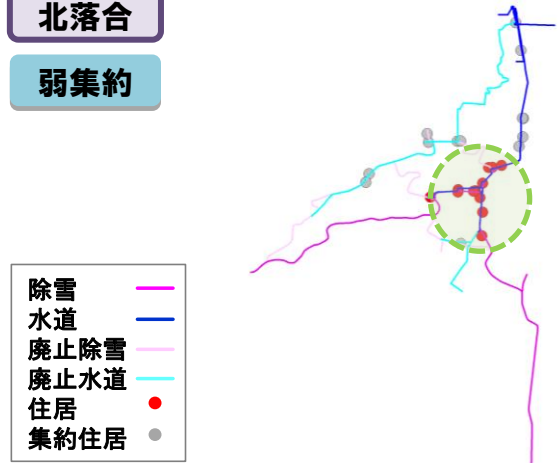 北落合
弱集約
除雪
水道
廃止除雪
廃止水道
住居
集約住居